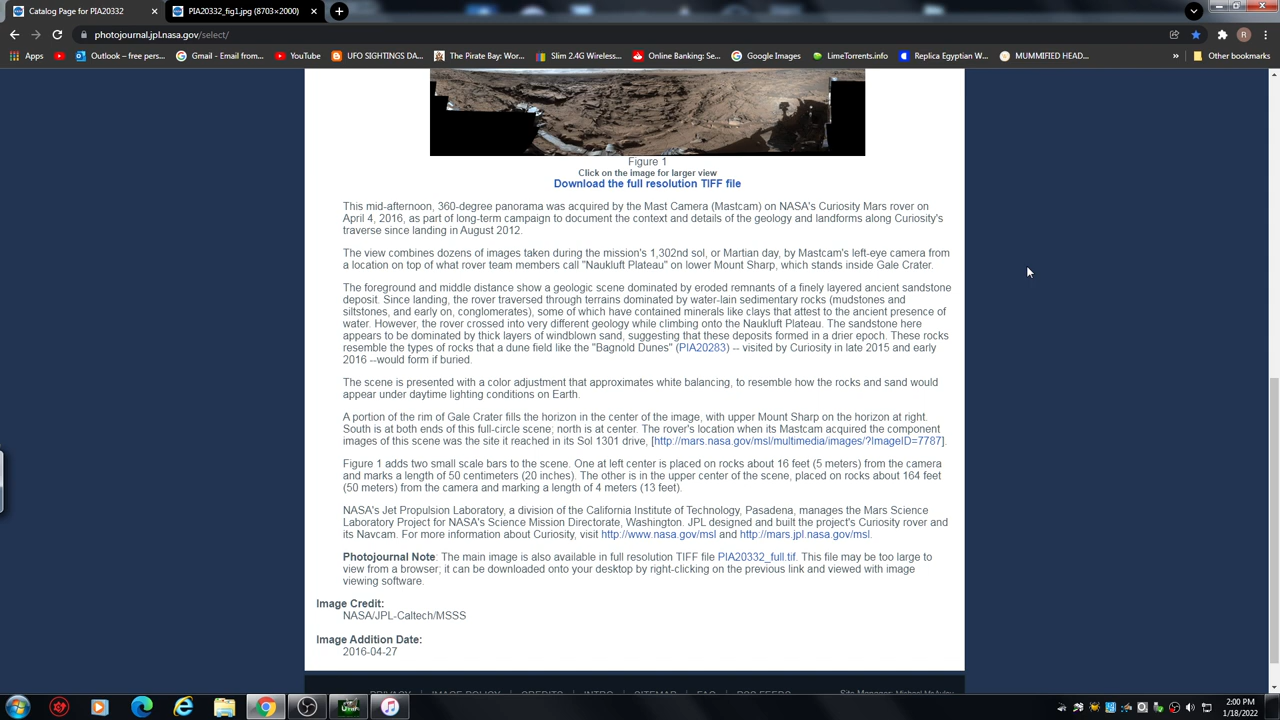 Catalog Page for PIA20332
PIA20332_fig1.jpg (8703×2000)
photojournal.jpl.nasa.gov/select/
Apps
Outlook – free pers...
Gmail - Email from...
YouTube
UFO SIGHTINGS DA...
The Pirate Bay: Wor...
Slim 2.4G Wireless...
Online Banking: Se...
Google Images
LimeTorrents.info
Replica Egyptian W...
MUMMIFIED HEAD...
»
Other bookmarks
Figure 1
Click on the image for larger view
Download the full resolution TIFF file
This mid-afternoon, 360-degree panorama was acquired by the Mast Camera (Mastcam) on NASA's Curiosity Mars rover on
April 4, 2016, as part of long-term campaign to document the context and details of the geology and landforms along Curiosity's
traverse since landing in August 2012.
The view combines dozens of images taken during the mission's 1,302nd sol, or Martian day, by Mastcam's left-eye camera from
a location on top of what rover team members call "Naukluft Plateau" on lower Mount Sharp, which stands inside Gale Crater.
The foreground and middle distance show a geologic scene dominated by eroded remnants of a finely layered ancient sandstone
deposit. Since landing, the rover traversed through terrains dominated by water-lain sedimentary rocks (mudstones and
siltstones, and early on, conglomerates), some of which have contained minerals like clays that attest to the ancient presence of
water. However, the rover crossed into very different geology while climbing onto the Naukluft Plateau. The sandstone here
appears to be dominated by thick layers of windblown sand, suggesting that these deposits formed in a drier epoch. These rocks
resemble the types of rocks that a dune field like the "Bagnold Dunes" (PIA20283) -- visited by Curiosity in late 2015 and early
2016 --would form if buried.
The scene is presented with a color adjustment that approximates white balancing, to resemble how the rocks and sand would
appear under daytime lighting conditions on Earth.
A portion of the rim of Gale Crater fills the horizon in the center of the image, with upper Mount Sharp on the horizon at right.
South is at both ends of this full-circle scene; north is at center. The rover's location when its Mastcam acquired the component
images of this scene was the site it reached in its Sol 1301 drive, [http://mars.nasa.gov/msl/multimedia/images/?ImageID=7787].
Figure 1 adds two small scale bars to the scene. One at left center is placed on rocks about 16 feet (5 meters) from the camera
and marks a length of 50 centimeters (20 inches). The other is in the upper center of the scene, placed on rocks about 164 feet
(50 meters) from the camera and marking a length of 4 meters (13 feet).
NASA's Jet Propulsion Laboratory, a division of the California Institute of Technology, Pasadena, manages the Mars Science
Laboratory Project for NASA's Science Mission Directorate, Washington. JPL designed and built the project's Curiosity rover and
its Navcam. For more information about Curiosity, visit http://www.nasa.gov/msl and http://mars.jpl.nasa.gov/msl.
Photojournal Note: The main image is also available in full resolution TIFF file PIA20332_full.tif. This file may be too large to
view from a browser; it can be downloaded onto your desktop by right-clicking on the previous link and viewed with image
viewing software.
Image Credit:
NASA/JPL-Caltech/MSSS
Image Addition Date:
2016-04-27
PRIVACY | IMAGE POLICY | CREDITS | INTRO | SITEMAP | FAQ | RSS FEEDS
Site Manager: Michael McAuley
2:00 PM
1/18/2022